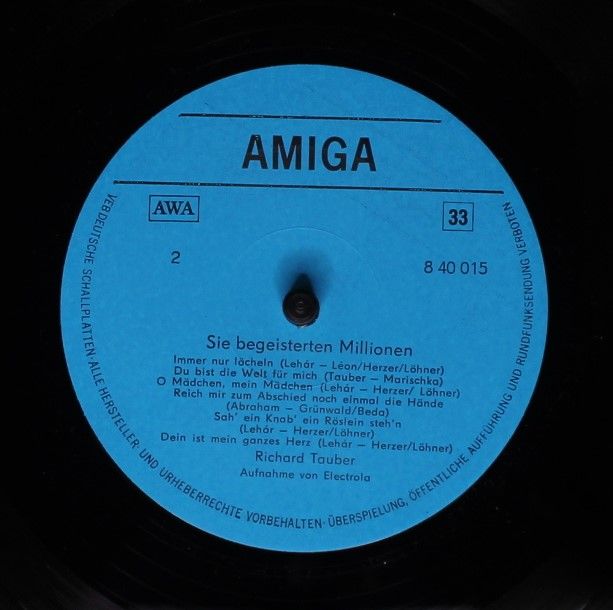 AMIGA
AWA
33
2
8 40 015
Sie begeisterten Millionen
Immer nur lächeln (Lehár – Léon/Herzer/Löhner)
Du bist die Welt für mich (Tauber – Marischka)
O Mädchen, mein Mädchen (Lehár – Herzer/ Löhner)
Reich mir zum Abschied noch einmal die Hände
(Abraham – Grünwald/Beda)
Sah' ein Knab' ein Röslein steh'n
(Lehár – Herzer/Löhner)
Dein ist mein ganzes Herz (Lehár – Herzer/Löhner)
Richard Tauber
Aufnahme von Electrola
VEB DEUTSCHE SCHALLPLATTEN · ALLE HERSTELLER- UND URHEBERRECHTE VORBEHALTEN · ÜBERSPIELUNG, ÖFFENTLICHE AUFFÜHRUNG UND RUNDFUNKSENDUNG VERBOTEN